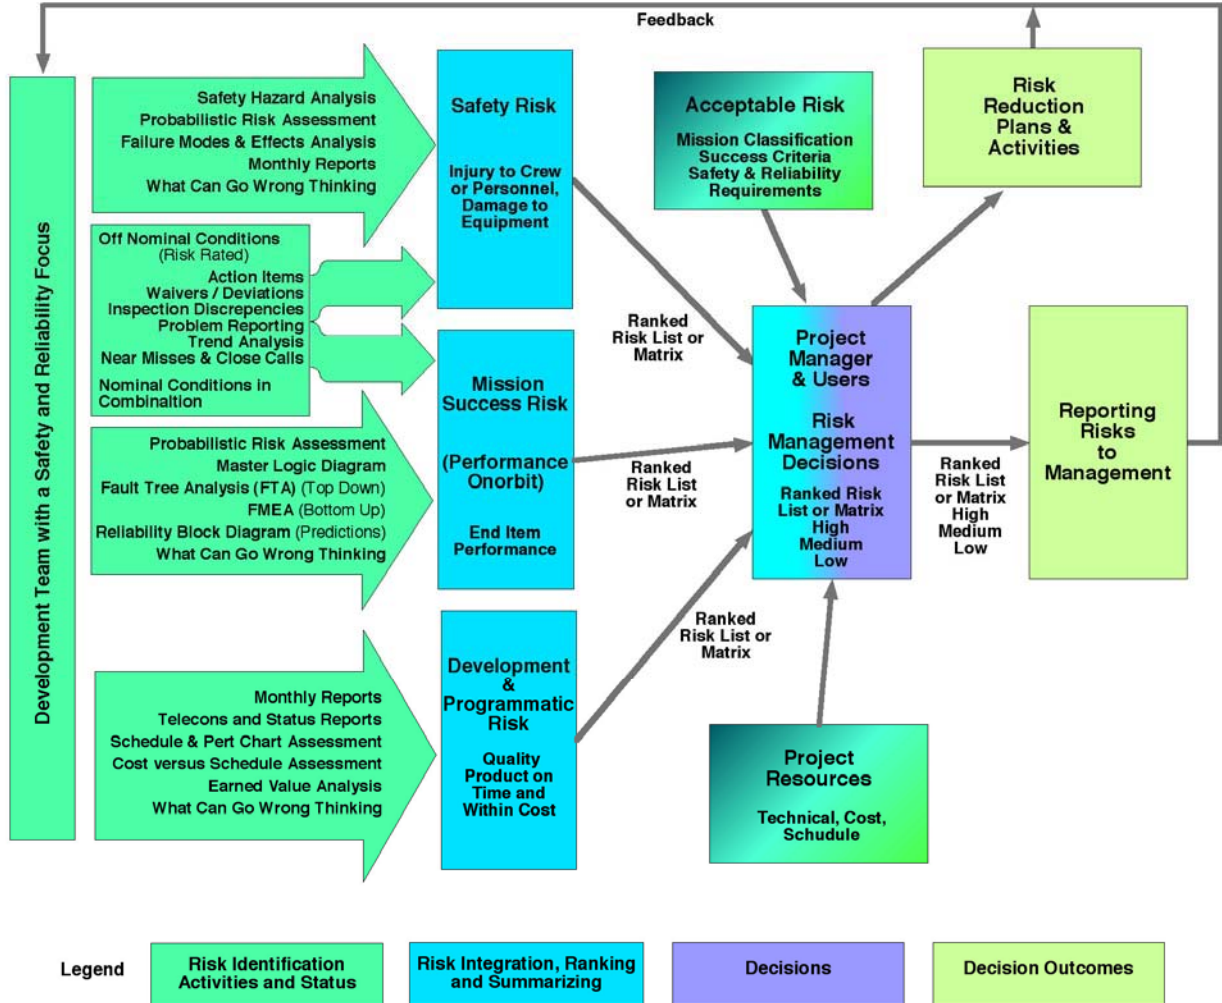 Feedback
Development Team with a Safety and Reliability Focus
Safety Hazard Analysis
Probabilistic Risk Assessment
Failure Modes & Effects Analysis
Monthly Reports
What Can Go Wrong Thinking
Off Nominal Conditions
(Risk Rated)
Action Items
Waivers / Deviations
Inspection Discrepencies
Problem Reporting
Trend Analysis
Near Misses & Close Calls
Nominal Conditions in
Combinaltion
Probabilistic Risk Assessment
Master Logic Diagram
Fault Tree Analysis (FTA) (Top Down)
FMEA (Bottom Up)
Reliability Block Diagram (Predictions)
What Can Go Wrong Thinking
Monthly Reports
Telecons and Status Reports
Schedule & Pert Chart Assessment
Cost versus Schedule Assessment
Earned Value Analysis
What Can Go Wrong Thinking
Safety Risk
Injury to Crew
or Personnel,
Damage to
Equipment
Mission
Success Risk
(Performance
Onorbit)
End Item
Performance
Development
&
Programmatic
Risk
Quality
Product on
Time and
Within Cost
Ranked
Risk List or
Matrix
Ranked
Risk List
or Matrix
Ranked
Risk List or
Matrix
Acceptable Risk
Mission Classification
Success Criteria
Safety & Reliability
Requirements
Project
Manager
& Users
Risk
Management
Decisions
Ranked Risk
List or Matrix
High
Medium
Low
Project
Resources
Technical, Cost,
Schudule
Ranked
Risk List
or Matrix
High
Medium
Low
Risk
Reduction
Plans &
Activities
Reporting
Risks
to
Management
Legend
Risk Identification
Activities and Status
Risk Integration, Ranking
and Summarizing
Decisions
Decision Outcomes